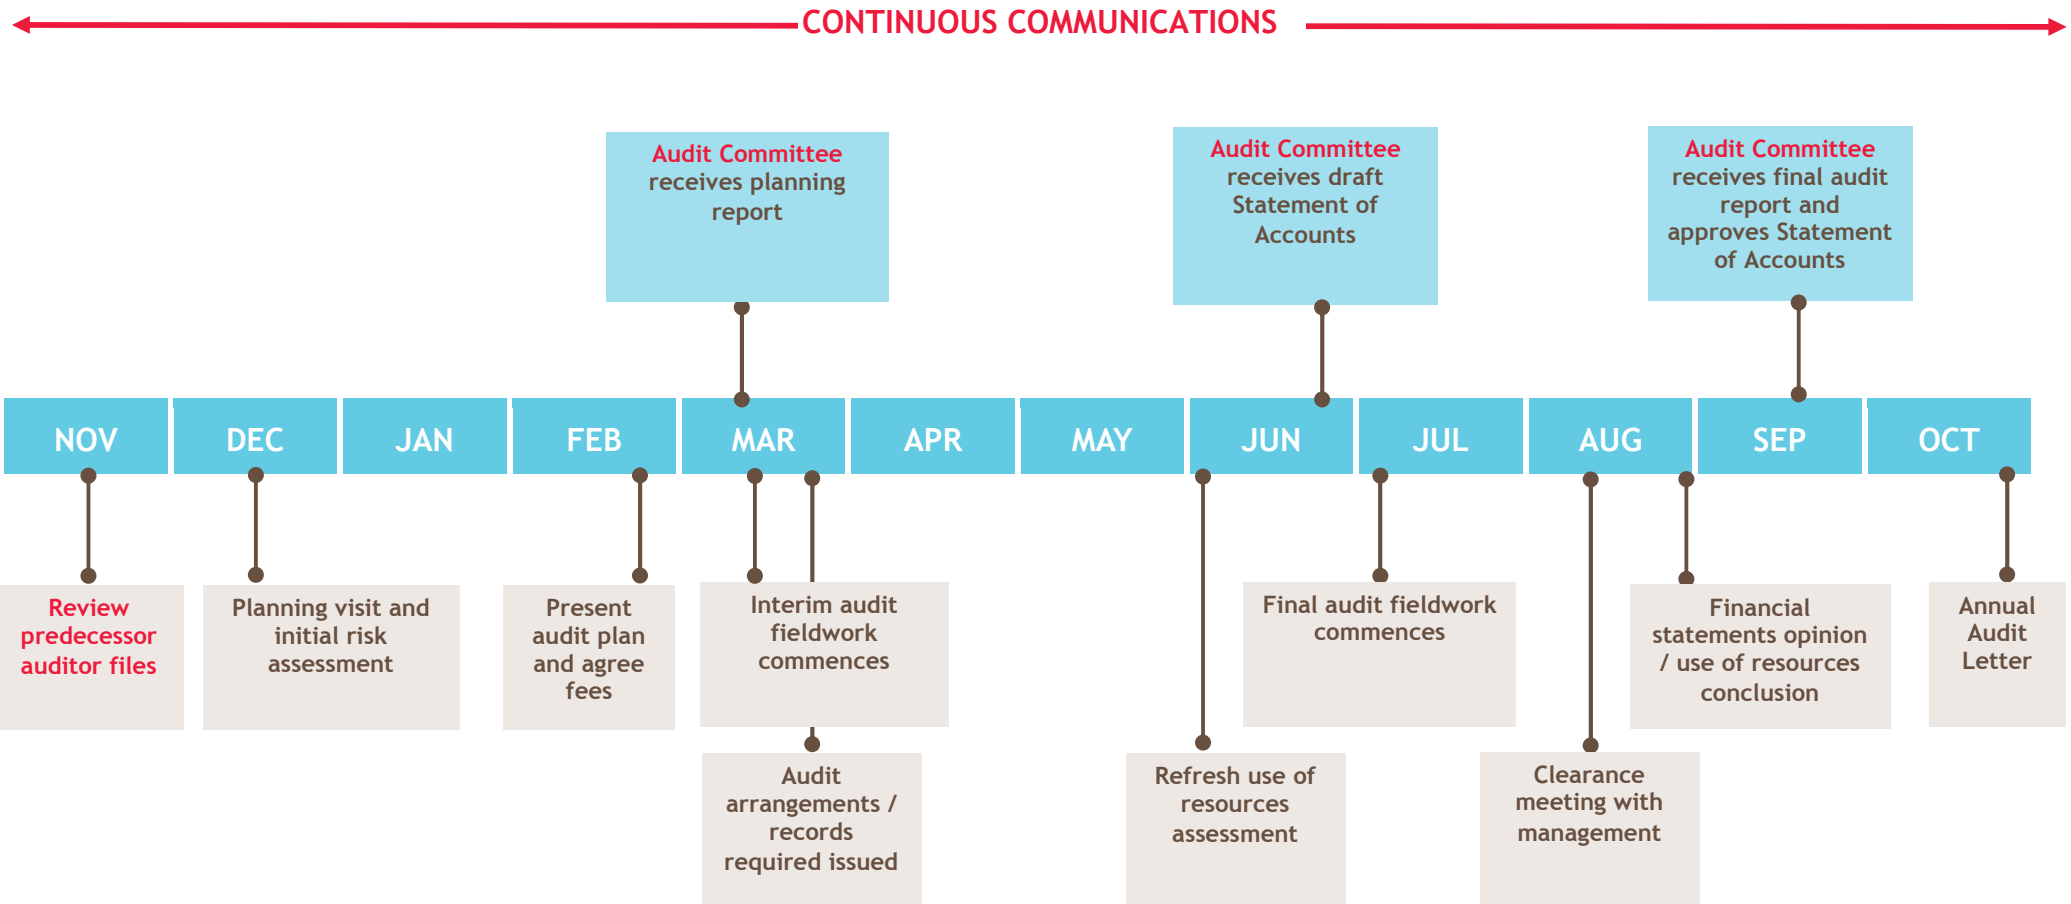 CONTINUOUS COMMUNICATIONS
Audit Committee
receives planning
report
Audit Committee
receives draft
Statement of
Accounts
Audit Committee
receives final audit
report and
approves Statement
of Accounts
NOV
DEC
JAN
FEB
MAR
APR
MAY
JUN
JUL
AUG
SEP
OCT
Review
predecessor
auditor files
Planning visit and
initial risk
assessment
Present
audit plan
and agree
fees
Interim audit
fieldwork
commences
Final audit fieldwork
commences
Financial
statements opinion
/ use of resources
conclusion
Annual
Audit
Letter
Audit
arrangements /
records
required issued
Refresh use of
resources
assessment
Clearance
meeting with
management